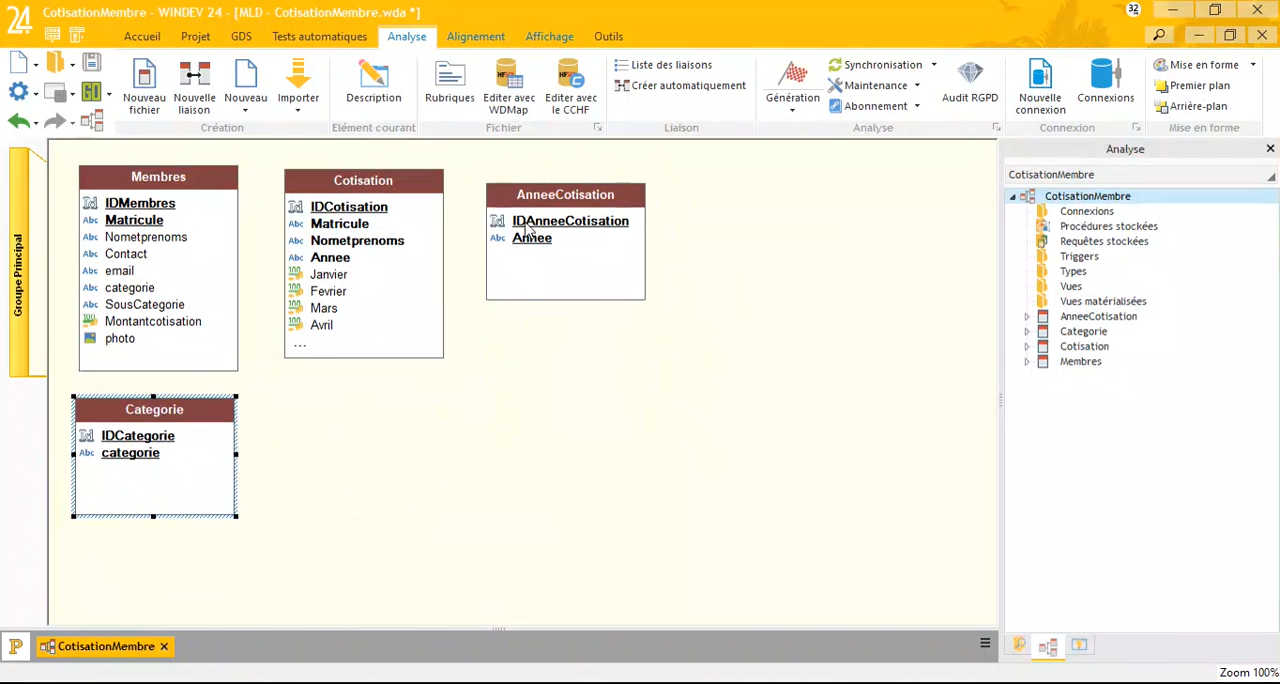 24
CotisationMembre - WINDEV 24 - [MLD - CotisationMembre.wda *]
32
Accueil Projet GDS Tests automatiques Analyse Alignement Affichage Outils
GO
Nouveau fichier
Nouvelle liaison
Nouveau
Importer
Création
Description
Elément courant
Rubriques
Editer avec WDMap
Editer avec le CCHF
Fichier
Liste des liaisons
Créer automatiquement
Liaison
Génération
Synchronisation
Maintenance
Abonnement
Audit RGPD
Analyse
Nouvelle connexion
Connexions
Connexion
Mise en forme
Premier plan
Arrière-plan
Mise en forme
Groupe Principal
Membres
IDMembres
Matricule
Nometprenoms
Contact
email
categorie
SousCategorie
Montantcotisation
photo
Cotisation
IDCotisation
Matricule
Nometprenoms
Annee
Janvier
Fevrier
Mars
Avril
...
AnneeCotisation
IDAnneeCotisation
Annee
Categorie
IDCategorie
categorie
Analyse
CotisationMembre
CotisationMembre
Connexions
Procédures stockées
Requêtes stockées
Triggers
Types
Vues
Vues matérialisées
AnneeCotisation
Categorie
Cotisation
Membres
P
CotisationMembre
Zoom 100%